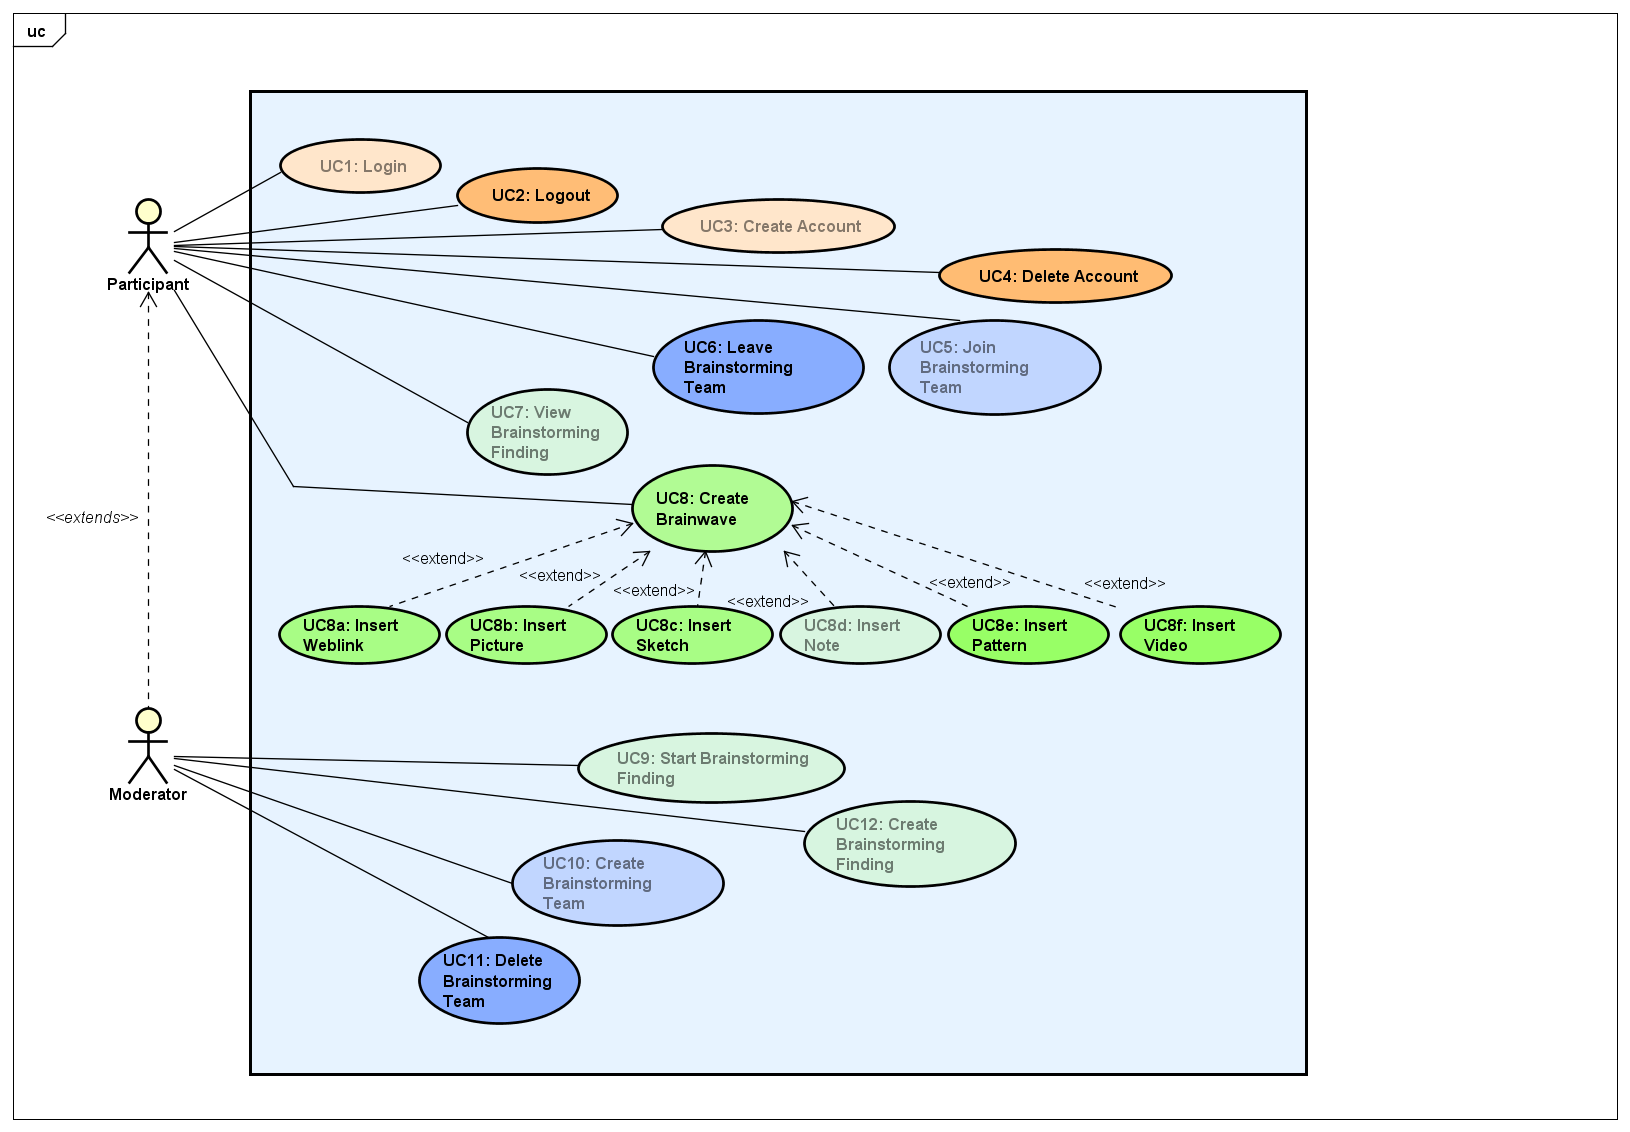 uc
UC1: Login
UC2: Logout
UC3: Create Account
UC4: Delete Account
Participant
UC6: Leave
Brainstorming
Team
UC5: Join
Brainstorming
Team
UC7: View
Brainstorming
Finding
UC8: Create
Brainwave
<<extends>>
<<extend>>
<<extend>>
<<extend>>
<<extend>>
<<extend>>
<<extend>>
UC8a: Insert
Weblink
UC8b: Insert
Picture
UC8c: Insert
Sketch
UC8d: Insert
Note
UC8e: Insert
Pattern
UC8f: Insert
Video
Moderator
UC9: Start Brainstorming
Finding
UC12: Create
Brainstorming
Finding
UC10: Create
Brainstorming
Team
UC11: Delete
Brainstorming
Team